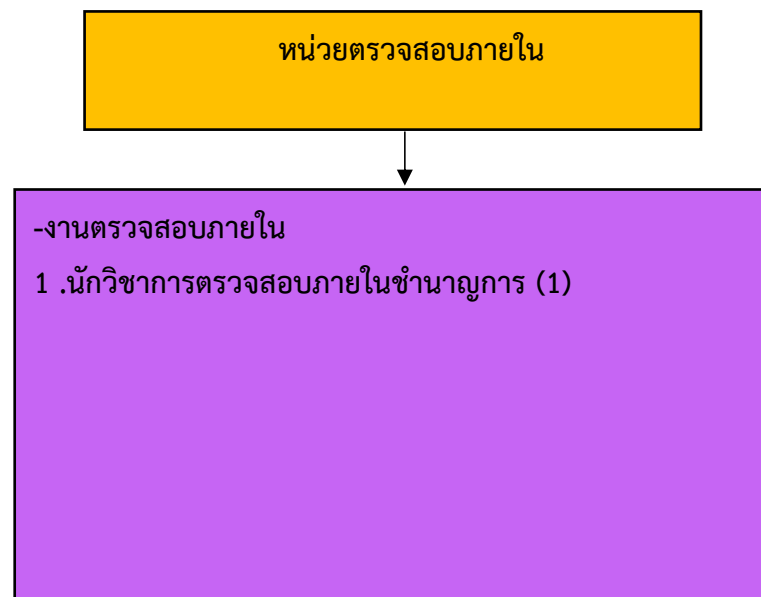 หน่วยตรวจสอบภายใน
-งานตรวจสอบภายใน
1 .นักวิชาการตรวจสอบภายในชำนาญการ (1)